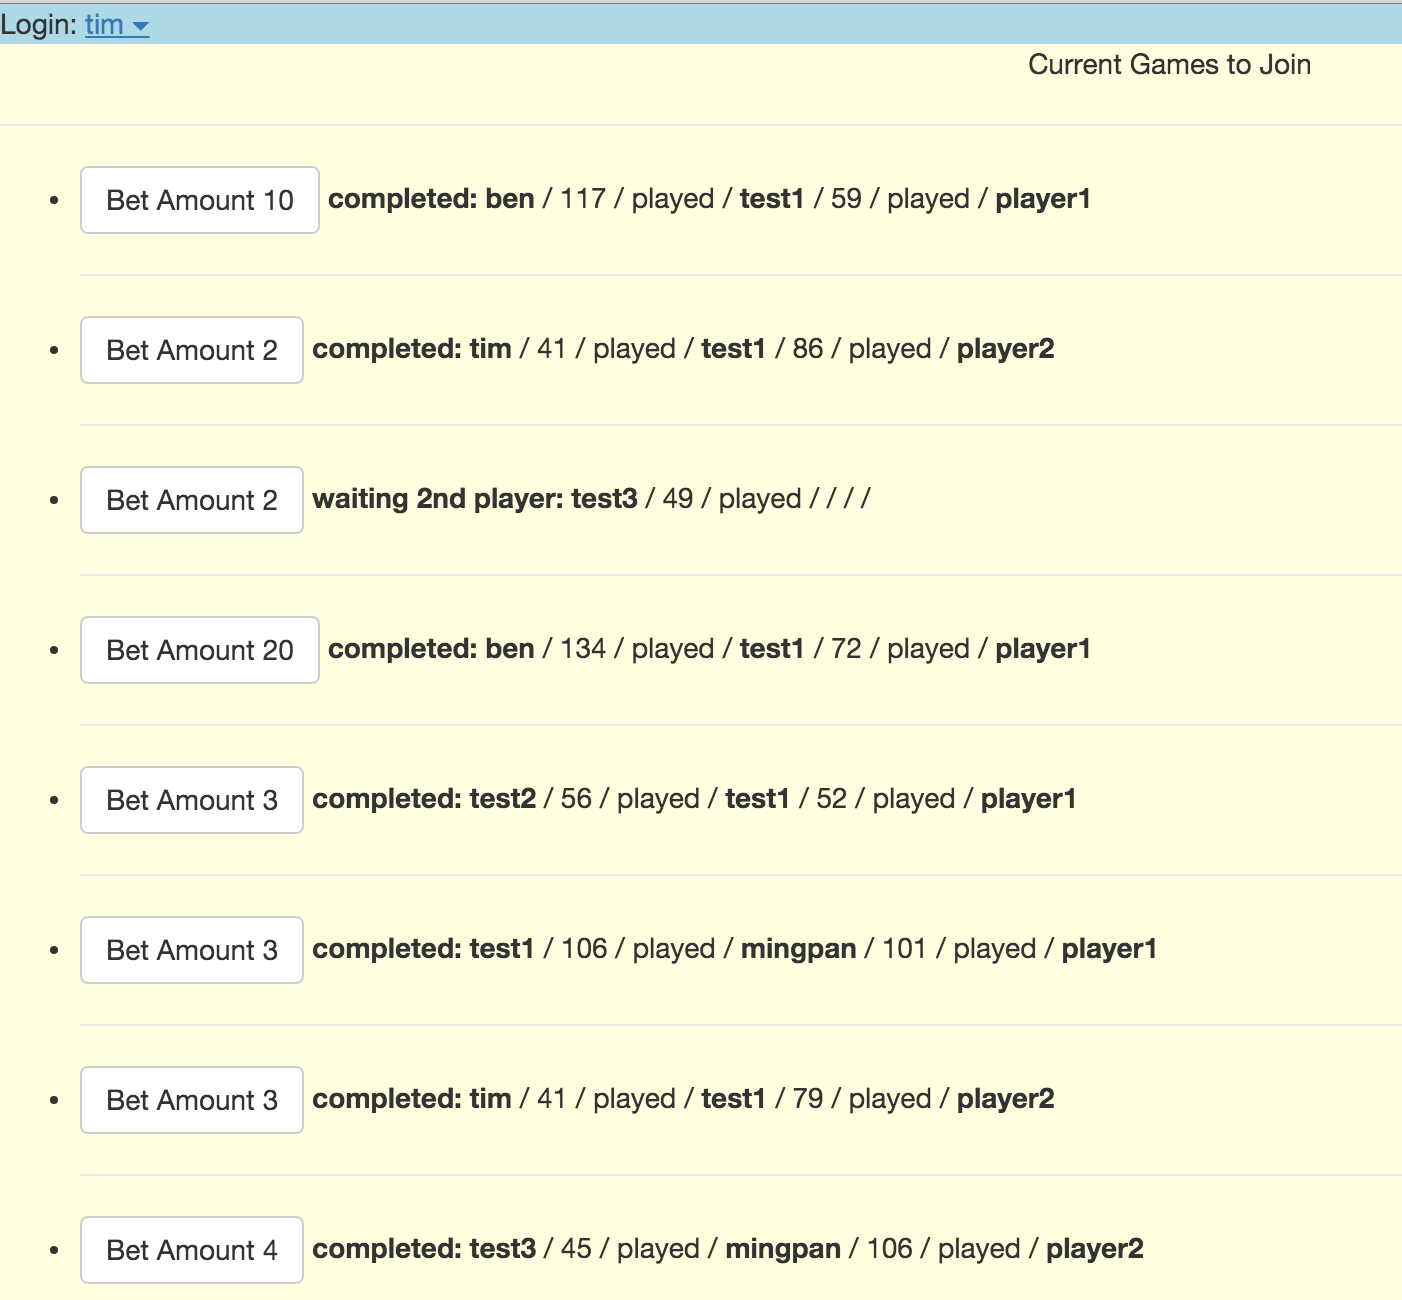 Login: tim
Current Games to Join
Bet Amount 10 completed: ben / 117 / played / test1 / 59 / played / player1
Bet Amount 2 completed: tim / 41 / played / test1 / 86 / played / player2
Bet Amount 2 waiting 2nd player: test3 / 49 / played / / / /
Bet Amount 20 completed: ben / 134 / played / test1 / 72 / played / player1
Bet Amount 3 completed: test2 / 56 / played / test1 / 52 / played / player1
Bet Amount 3 completed: test1 / 106 / played / mingpan / 101 / played / player1
Bet Amount 3 completed: tim / 41 / played / test1 / 79 / played / player2
Bet Amount 4 completed: test3 / 45 / played / mingpan / 106 / played / player2